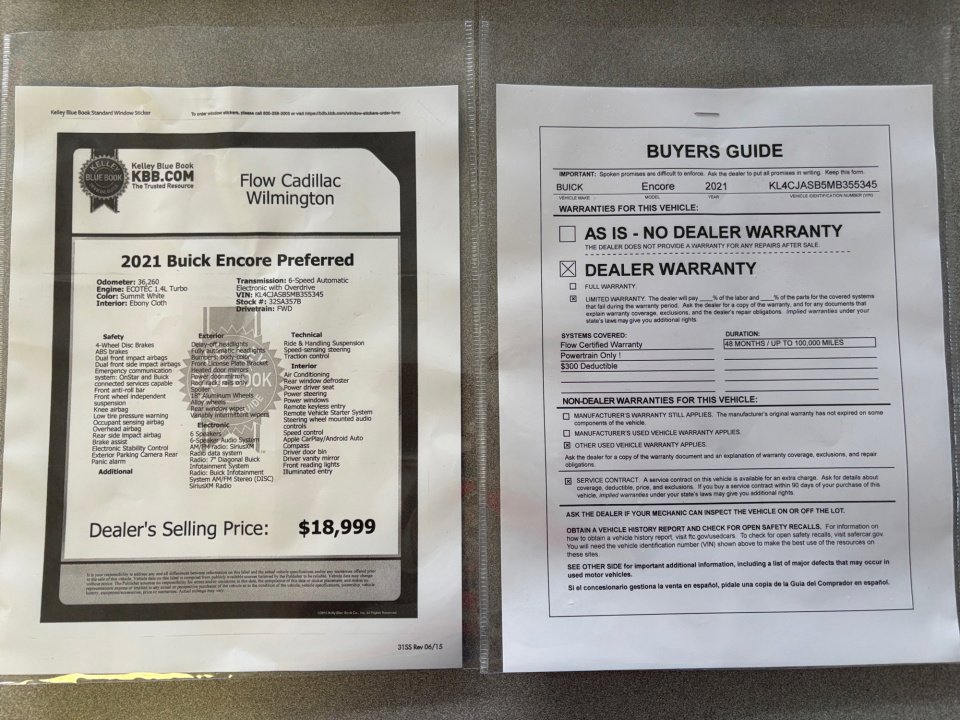 Kelley Blue Book Standard Window Sticker
To order window stickers, please call 800-258-3005 or visit https://b2b.kbb.com/window-stickers-order-form
KELLEY
BLUE BOOK
Kelley Blue Book
KBB.COM
The Trusted Resource
Flow Cadillac
Wilmington
2021 Buick Encore Preferred
Odometer: 36,260
Engine: ECOTEC 1.4L Turbo
Color: Summit White
Interior: Ebony Cloth
Transmission: 6-Speed Automatic
Electronic with Overdrive
VIN: KL4CJASB5MB355345
Stock #: 32SA357B
Drivetrain: FWD
Safety
4-Wheel Disc Brakes
ABS brakes
Dual front impact airbags
Dual front side impact airbags
Emergency communication
system: OnStar and Buick
connected services capable
Front anti-roll bar
Front wheel independent
suspension
Knee airbag
Low tire pressure warning
Occupant sensing airbag
Overhead airbag
Rear side impact airbag
Brake assist
Electronic Stability Control
Exterior Parking Camera Rear
Panic alarm
Additional
Exterior
Delay-off headlights
Fully automatic headlights
Bumpers: body-color
Front License Plate Bracket
Heated door mirrors
Power door mirrors
Spoiler
18" Aluminum Wheels
Alloy wheels
Rear window wiper
Variably intermittent wipers
Electronic
6 Speakers
6-Speaker Audio System
AM/FM radio: SiriusXM
Radio data system
Radio: 7" Diagonal Buick
Infotainment System
Radio: Buick Infotainment
System AM/FM Stereo (DISC)
SiriusXM Radio
Technical
Ride & Handling Suspension
Speed-sensing steering
Traction control
Interior
Air Conditioning
Rear window defroster
Power driver seat
Power steering
Power windows
Remote keyless entry
Remote Vehicle Starter System
Steering wheel mounted audio
controls
Speed control
Apple CarPlay/Android Auto
Compass
Driver door bin
Driver vanity mirror
Front reading lights
Illuminated entry
Dealer's Selling Price: $18,999
31SS Rev 06/15
BUYERS GUIDE
IMPORTANT: Spoken promises are difficult to enforce. Ask the dealer to put all promises in writing. Keep this form.
BUICK Encore 2021 KL4CJASB5MB355345
VEHICLE MAKE MODEL YEAR VEHICLE IDENTIFICATION NUMBER (VIN)
WARRANTIES FOR THIS VEHICLE:
AS IS - NO DEALER WARRANTY
THE DEALER DOES NOT PROVIDE A WARRANTY FOR ANY REPAIRS AFTER SALE.
DEALER WARRANTY
FULL WARRANTY.
LIMITED WARRANTY. The dealer will pay ____% of the labor and ____% of the parts for the covered systems
that fail during the warranty period. Ask the dealer for a copy of the warranty, and for any documents that
explain warranty coverage, exclusions, and the dealer's repair obligations. Implied warranties under your
state's laws may give you additional rights.
SYSTEMS COVERED:
Flow Certified Warranty
Powertrain Only !
$300 Deductible
DURATION:
48 MONTHS / UP TO 100,000 MILES
NON-DEALER WARRANTIES FOR THIS VEHICLE:
MANUFACTURER'S WARRANTY STILL APPLIES. The manufacturer's original warranty has not expired on some
components of the vehicle.
MANUFACTURER'S USED VEHICLE WARRANTY APPLIES.
OTHER USED VEHICLE WARRANTY APPLIES.
Ask the dealer for a copy of the warranty document and an explanation of warranty coverage, exclusions, and repair
obligations.
SERVICE CONTRACT. A service contract on this vehicle is available for an extra charge. Ask for details about
coverage, deductible, price, and exclusions. If you buy a service contract within 90 days of your purchase of
this vehicle, implied warranties under your state's laws may give you additional rights.
ASK THE DEALER IF YOUR MECHANIC CAN INSPECT THE VEHICLE ON OR OFF THE LOT.
OBTAIN A VEHICLE HISTORY REPORT AND CHECK FOR OPEN SAFETY RECALLS. For information on
how to obtain a vehicle history report, visit ftc.gov/usedcars. To check for open safety recalls, visit safercar.gov.
You will need the vehicle identification number (VIN) shown above to make the best use of the resources on
these sites.
SEE OTHER SIDE for important additional information, including a list of major defects that may occur in
used motor vehicles.
Si el concesionario gestiona la venta en español, pídale una copia de la Guía del Comprador en español.